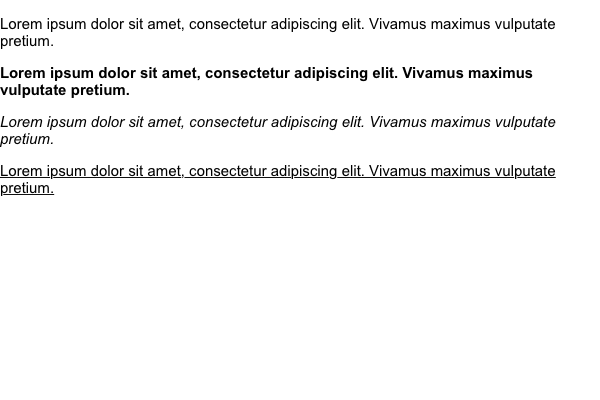 Lorem ipsum dolor sit amet, consectetur adipiscing elit. Vivamus maximus vulputate
pretium.
Lorem ipsum dolor sit amet, consectetur adipiscing elit. Vivamus maximus
vulputate pretium.
Lorem ipsum dolor sit amet, consectetur adipiscing elit. Vivamus maximus vulputate
pretium.
Lorem ipsum dolor sit amet, consectetur adipiscing elit. Vivamus maximus vulputate
pretium.